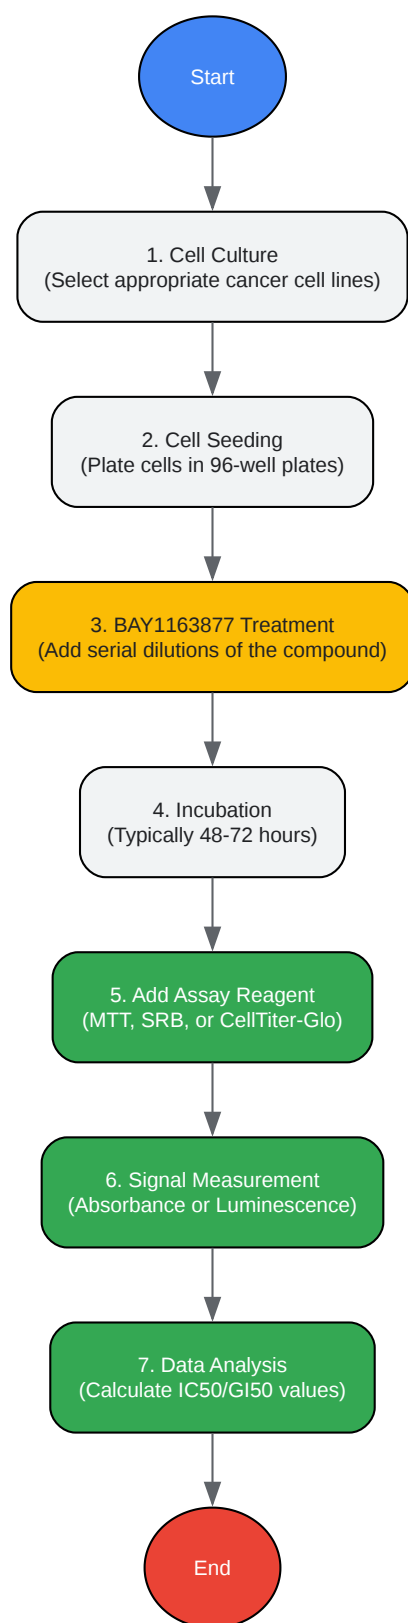 Start
1. Cell Culture
(Select appropriate cancer cell lines)
2. Cell Seeding
(Plate cells in 96-well plates)
3. BAY1163877 Treatment
(Add serial dilutions of the compound)
4. Incubation
(Typically 48-72 hours)
5. Add Assay Reagent
(MTT, SRB, or CellTiter-Glo)
6. Signal Measurement
(Absorbance or Luminescence)
7. Data Analysis
(Calculate IC50/GI50 values)
End